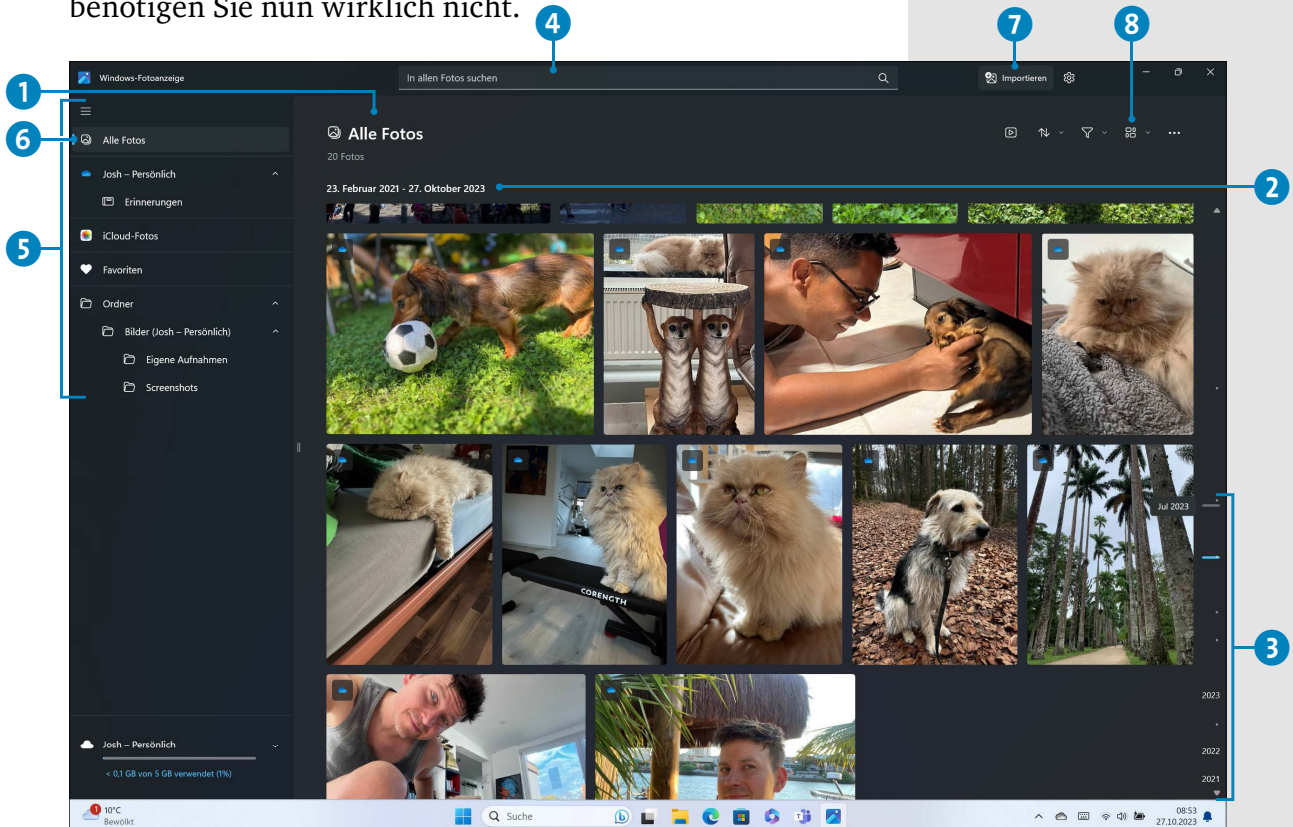 benötigen Sie nun wirklich nicht.
4
7
8
Windows-Fotoanzeige
In allen Fotos suchen
Importieren
1
6
Alle Fotos
Alle Fotos
20 Fotos
Josh – Persönlich
23. Februar 2021 - 27. Oktober 2023
2
Erinnerungen
5
iCloud-Fotos
Favoriten
Ordner
Bilder (Josh – Persönlich)
Eigene Aufnahmen
Screenshots
CORENGTH
Jul 2023
3
2023
2022
2021
Josh – Persönlich
< 0,1 GB von 5 GB verwendet (1%)
1
10°C
Bewölkt
Suche
08:53
27.10.2023